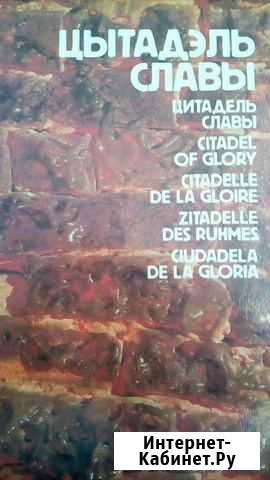 ЦЫТАДЭЛЬ
СЛАВЫ
ЦИТАДЕЛЬ
СЛАВЫ
CITADEL
OF GLORY
CITADELLE
DE LA GLOIRE
ZITADELLE
DES RUHMES
CIUDADELA
DE LA GLORIA
Интернет-
Кабинет.Ру